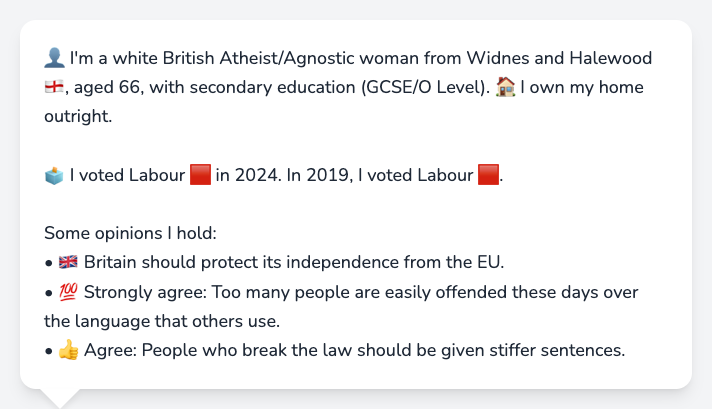 👤 I'm a white British Atheist/Agnostic woman from Widnes and Halewood
🏴󠁧󠁢󠁥󠁮󠁧󠁿, aged 66, with secondary education (GCSE/O Level). 🏠 I own my home
outright.
🗳️ I voted Labour 🟥 in 2024. In 2019, I voted Labour 🟥.
Some opinions I hold:
• 🇬🇧 Britain should protect its independence from the EU.
• 💯 Strongly agree: Too many people are easily offended these days over
the language that others use.
• 👍 Agree: People who break the law should be given stiffer sentences.